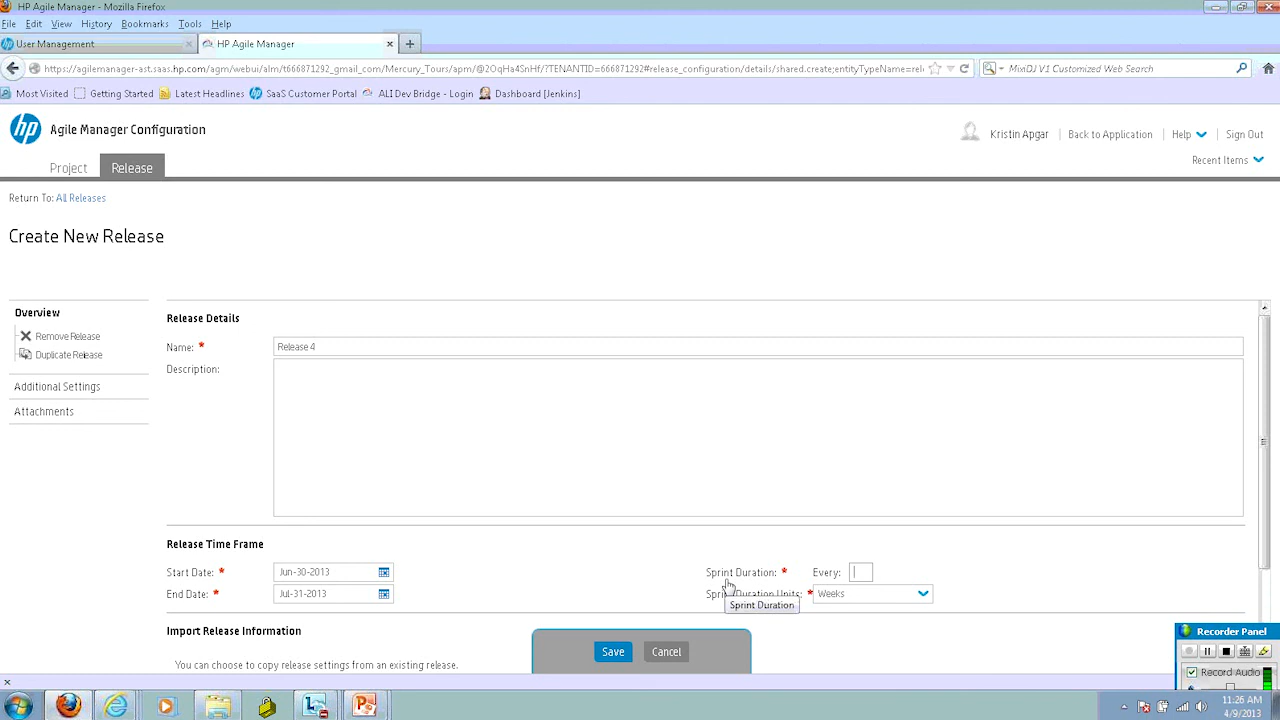 HP Agile Manager - Mozilla Firefox
File Edit View History Bookmarks Tools Help
User Management HP Agile Manager
https://agilemanager-ast.saas.hp.com/agm/webui/alm/t666871292_gmail_com/Mercury_Tours/apm/@2OqHa4SnHf/?TENANTID=666871292#release_configuration/details/shared.create;entityTypeName=rel MixiDJ V1 Customized Web Search
Most Visited Getting Started Latest Headlines SaaS Customer Portal ALI Dev Bridge - Login Dashboard [Jenkins]
hp Agile Manager Configuration
Kristin Apgar Back to Application Help Sign Out
Project Release
Recent Items
Return To: All Releases
Create New Release
Overview
Remove Release
Duplicate Release
Additional Settings
Attachments
Release Details
Name: * Release 4
Description:
Release Time Frame
Start Date: * Jun-30-2013 Sprint Duration: * Every:
End Date: * Jul-31-2013 Sprint Duration Units: * Weeks
Sprint Duration
Import Release Information
You can choose to copy release settings from an existing release.
Save Cancel
Recorder Panel
Record Audio
11:26 AM
4/9/2013